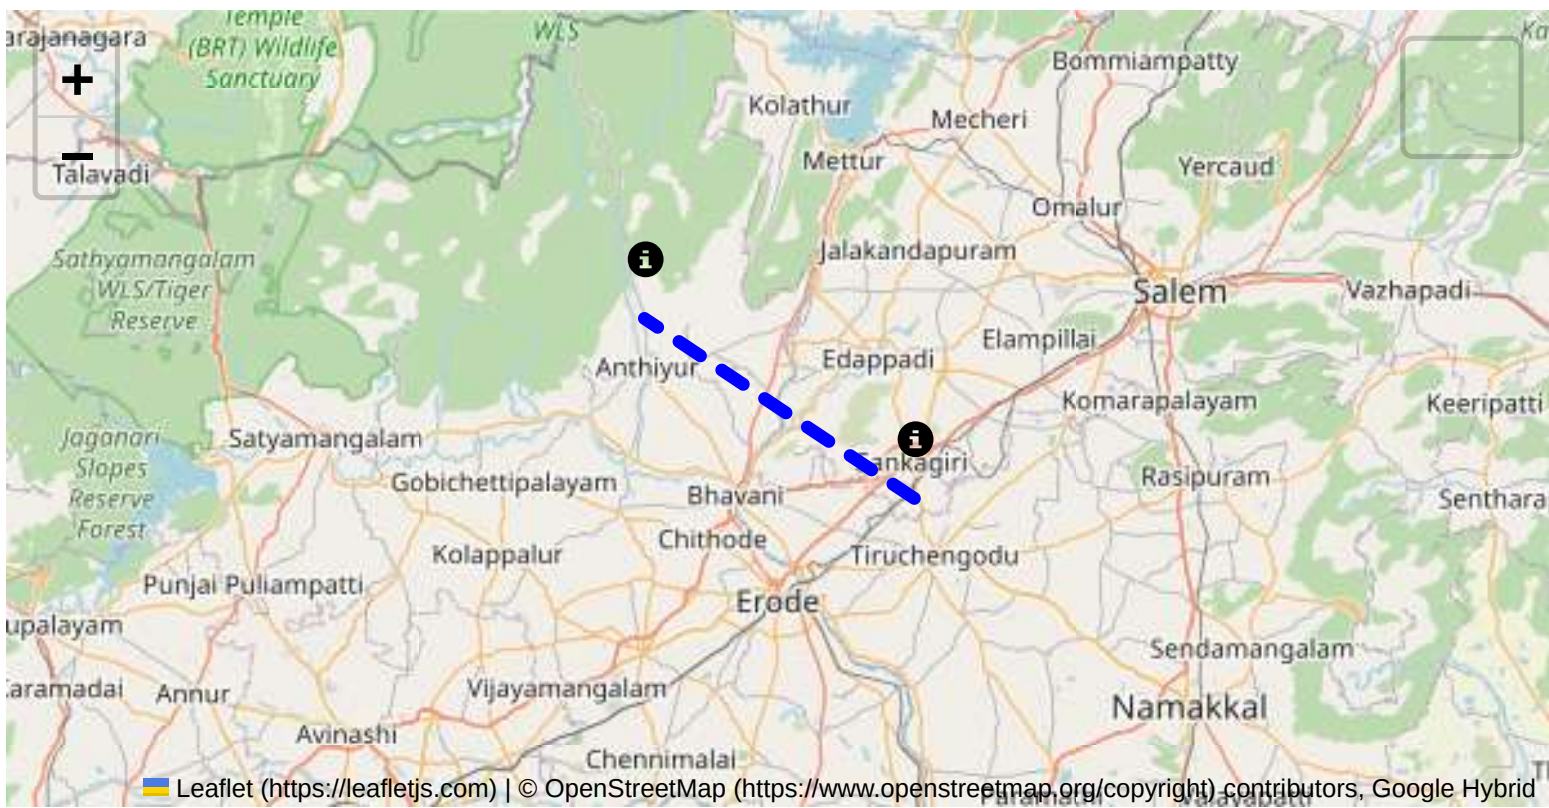 Temple
(BRT) Wildlife
Sanctuary
WLS
arajanagara
+
−
Talavadi
Kolathur
Mecheri
Bommiampatty
Mettur
Yercaud
Omalur
Jalakandapuram
Salem
Vazhapadi
Sathyamangalam
WLS/Tiger
Reserve
i
Anthiyur
Edappadi
Elampillai
Komarapalayam
Keeripatti
Jaganari
Slopes
Reserve
Forest
Satyamangalam
Gobichettipalayam
Bhavani
i
Sankagiri
Rasipuram
Senthara
Chithode
Kolappalur
Tiruchengodu
Punjai Puliampatti
Erode
upalayam
Sendamangalam
aramadai
Annur
Vijayamangalam
Namakkal
Avinashi
Chennimalai
Leaflet (https://leafletjs.com) | © OpenStreetMap (https://www.openstreetmap.org/copyright) contributors, Google Hybrid